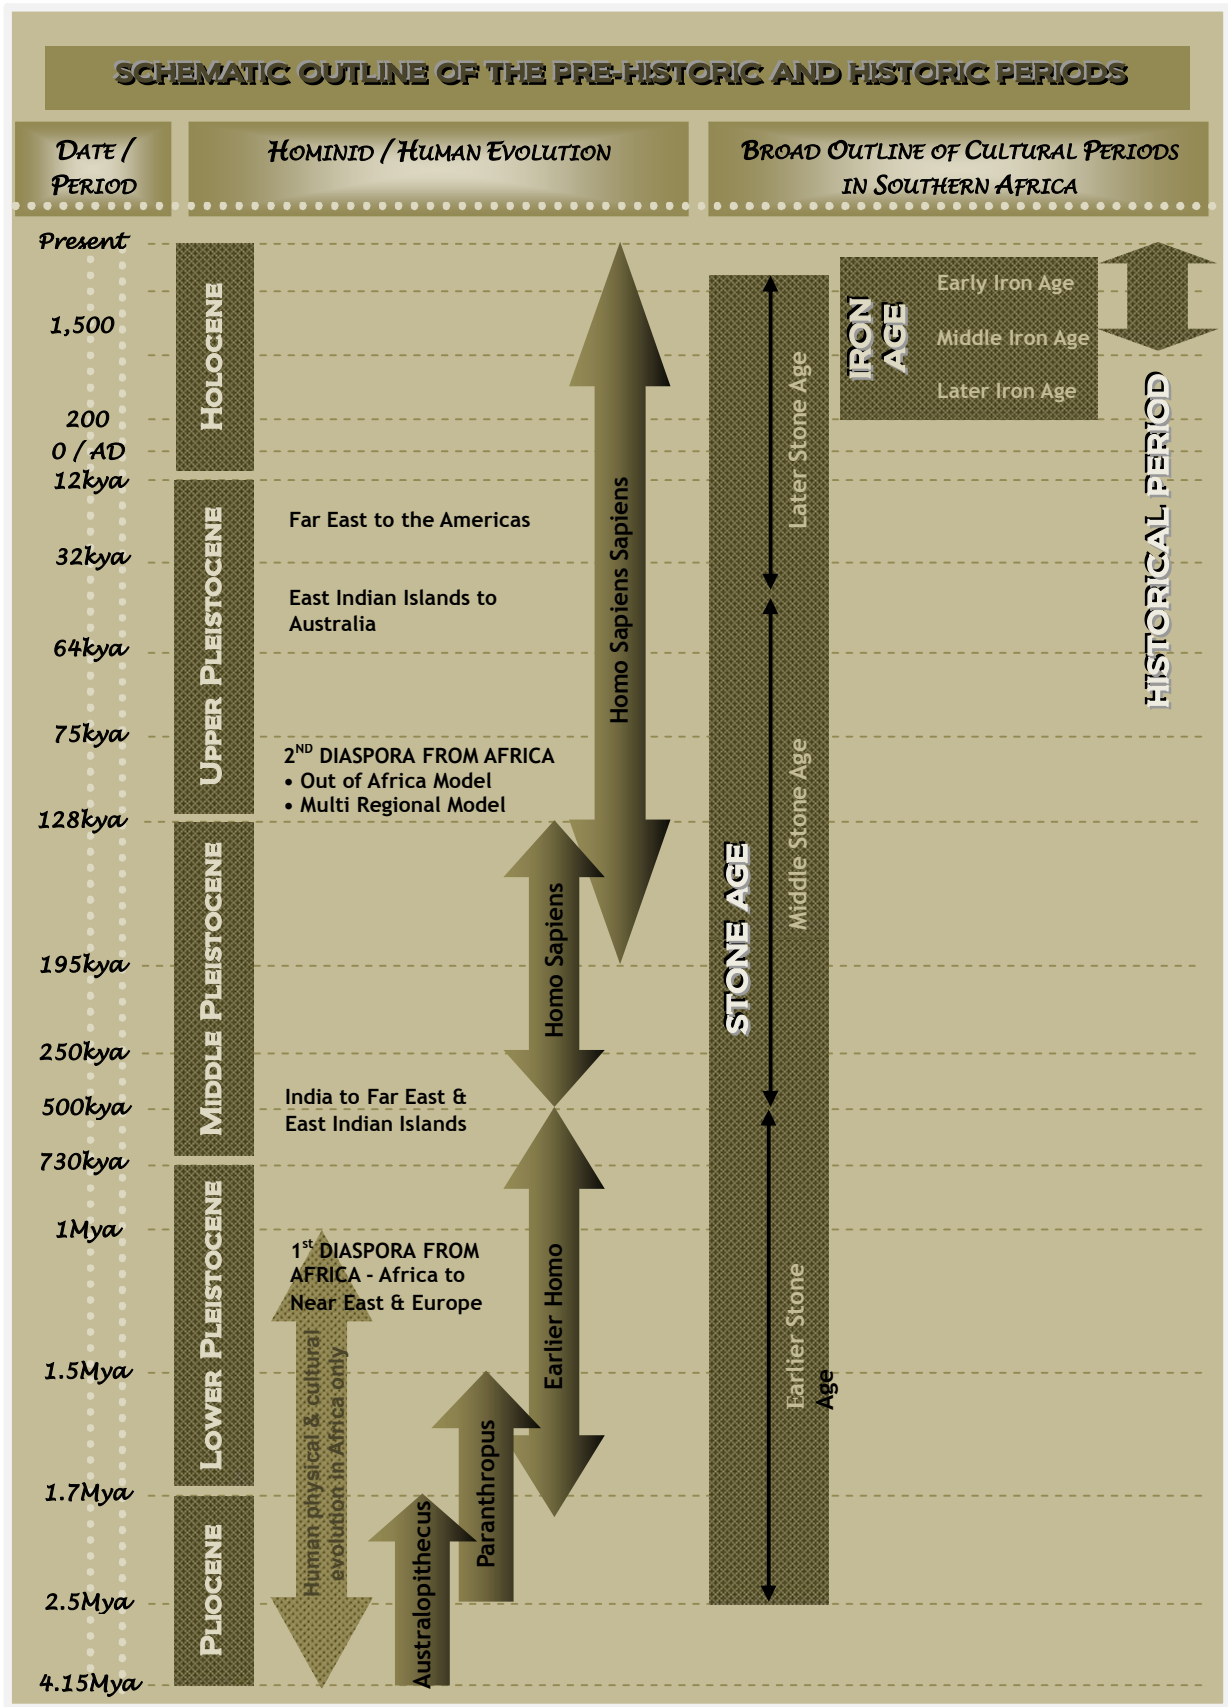 SCHEMATIC OUTLINE OF THE PRE-HISTORIC AND HISTORIC PERIODS
DATE /
PERIOD
HOMINID / HUMAN EVOLUTION
BROAD OUTLINE OF CULTURAL PERIODS
IN SOUTHERN AFRICA
Present
1,500
200
0 / AD
12kya
32kya
64kya
75kya
128kya
195kya
250kya
500kya
730kya
1Mya
1.5Mya
1.7Mya
2.5Mya
4.15Mya
HOLOCENE
UPPER PLEISTOCENE
MIDDLE PLEISTOCENE
LOWER PLEISTOCENE
PLIOCENE
Far East to the Americas
East Indian Islands to
Australia
2ND DIASPORA FROM AFRICA
• Out of Africa Model
• Multi Regional Model
India to Far East &
East Indian Islands
1st DIASPORA FROM
AFRICA - Africa to
Near East & Europe
Human physical & cultural
evolution in Africa only
Australopithecus
Paranthropus
Earlier Homo
Homo Sapiens
Homo Sapiens Sapiens
STONE AGE
Later Stone Age
Middle Stone Age
Earlier Stone
Age
IRON
AGE
Early Iron Age
Middle Iron Age
Later Iron Age
HISTORICAL PERIOD